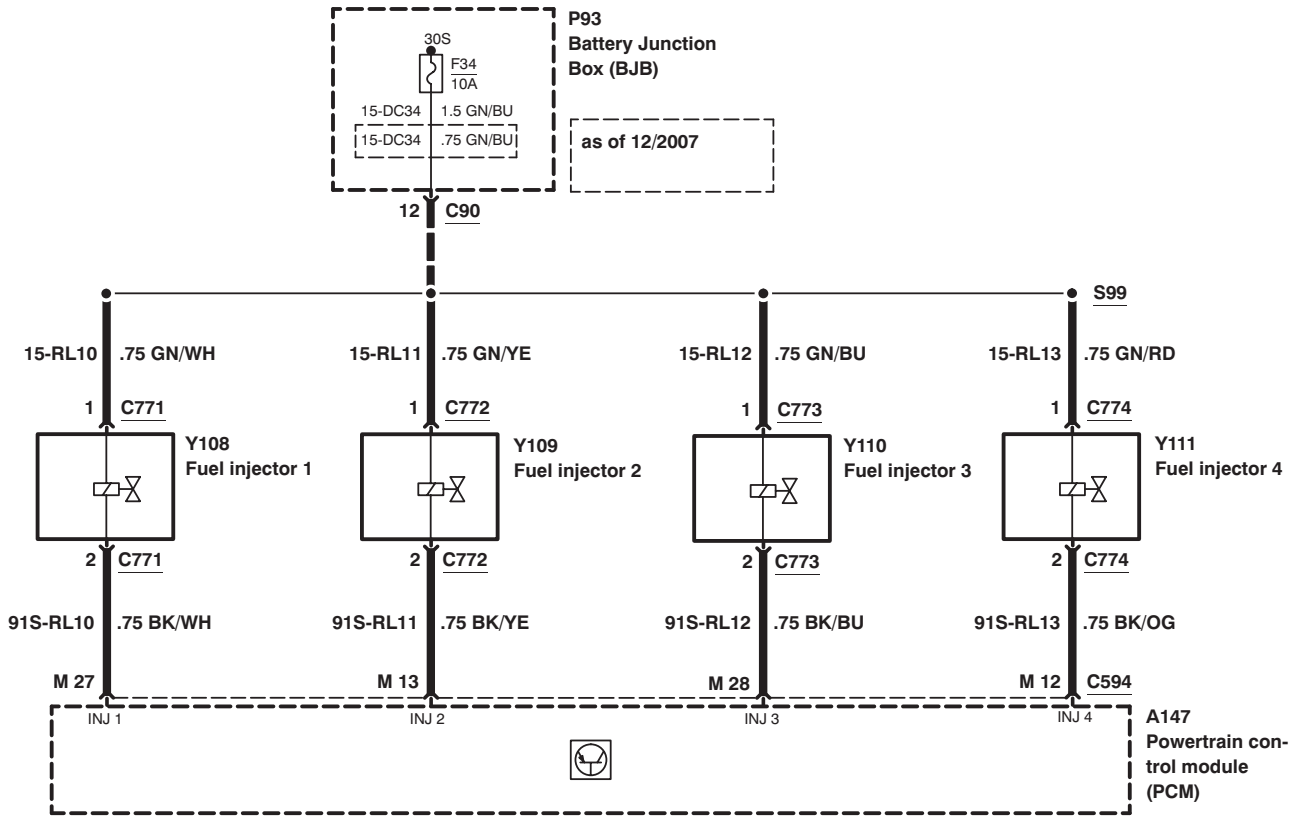 P93
Battery Junction
Box (BJB)
30S
F34
10A
15-DC34 1.5 GN/BU
15-DC34 .75 GN/BU
as of 12/2007
12 C90
S99
15-RL10 .75 GN/WH
15-RL11 .75 GN/YE
15-RL12 .75 GN/BU
15-RL13 .75 GN/RD
1 C771
1 C772
1 C773
1 C774
Y108
Fuel injector 1
Y109
Fuel injector 2
Y110
Fuel injector 3
Y111
Fuel injector 4
2 C771
2 C772
2 C773
2 C774
91S-RL10 .75 BK/WH
91S-RL11 .75 BK/YE
91S-RL12 .75 BK/BU
91S-RL13 .75 BK/OG
M 27
M 13
M 28
M 12 C594
INJ 1
INJ 2
INJ 3
INJ 4
A147
Powertrain con-
trol module
(PCM)